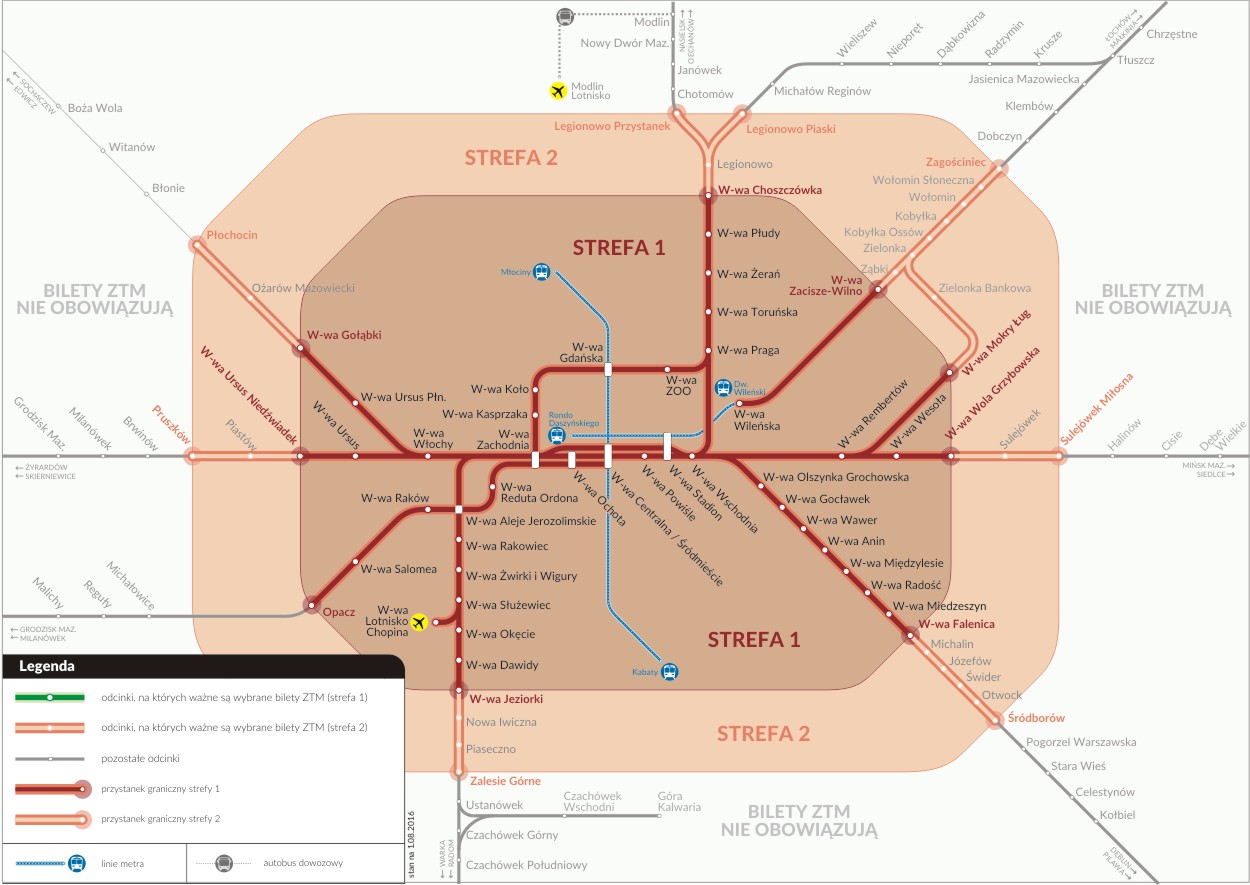 Modlin
Nowy Dwór Maz.
Janówek
Chotomów
NASIELSK →
CIECHANÓW →
Modlin
Lotnisko
Wieliszew
Nieporęt
Dąbkowizna
Radzymin
Krusze
ŁOCHÓW →
MAŁKINIA →
Chrzęstne
Tłuszcz
Jasienica Mazowiecka
Michałów Reginów
Klembów
Dobczyn
← SOCHACZEW
← ŁOWICZ
Boża Wola
Witanów
Błonie
Płochocin
Ożarów Mazowiecki
Legionowo Przystanek
Legionowo Piaski
STREFA 2
Legionowo
Zagościniec
Wołomin Słoneczna
Wołomin
Kobyłka
Kobyłka Ossów
Zielonka
Ząbki
Zielonka Bankowa
W-wa Choszczówka
STREFA 1
W-wa Płudy
W-wa Żerań
W-wa Toruńska
W-wa Praga
Młociny
W-wa
Zacisze-Wilno
BILETY ZTM
NIE OBOWIĄZUJĄ
BILETY ZTM
NIE OBOWIĄZUJĄ
W-wa Gołąbki
W-wa Ursus Niedźwiadek
W-wa Ursus Płn.
W-wa Ursus
W-wa
Włochy
W-wa
Gdańska
W-wa Koło
W-wa Kasprzaka
W-wa
Zachodnia
Rondo
Daszyńskiego
W-wa
ZOO
Dw.
Wileński
W-wa
Wileńska
W-wa Rembertów
W-wa Wesoła
W-wa Mokry Ług
W-wa Wola Grzybowska
Sulejówek
Sulejówek Miłosna
Halinów
Cisie
Dębe
Wielkie
MIŃSK MAZ. →
SIEDLCE →
Grodzisk Maz.
Milanówek
Brwinów
Pruszków
Piastów
← ŻYRARDÓW
← SKIERNIEWICE
W-wa Raków
W-wa
Reduta Ordona
W-wa Ochota
W-wa Centralna / Śródmieście
W-wa Powiśle
W-wa Stadion
W-wa Wschodnia
W-wa Olszynka Grochowska
W-wa Gocławek
W-wa Wawer
W-wa Anin
W-wa Międzylesie
W-wa Radość
W-wa Miedzeszyn
W-wa Falenica
Michalin
Józefów
Świder
Otwock
Śródborów
Pogorzel Warszawska
Stara Wieś
Celestynów
Kołbiel
DĘBLIN →
PILAWA →
W-wa Aleje Jerozolimskie
W-wa Rakowiec
W-wa Salomea
W-wa Żwirki i Wigury
W-wa Służewiec
W-wa
Lotnisko
Chopina
W-wa Okęcie
W-wa Dawidy
W-wa Jeziorki
Opacz
Malichy
Reguły
Michałowice
← GRODZISK MAZ.
← MILANÓWEK
STREFA 1
Kabaty
Nowa Iwiczna
Piaseczno
STREFA 2
Zalesie Górne
Ustanówek
Czachówek
Wschodni
Góra
Kalwaria
Czachówek Górny
Czachówek Południowy
← WARKA
← RADOM
BILETY ZTM
NIE OBOWIĄZUJĄ
Legenda
odcinki, na których ważne są wybrane bilety ZTM (strefa 1)
odcinki, na których ważne są wybrane bilety ZTM (strefa 2)
pozostałe odcinki
przystanek graniczny strefy 1
przystanek graniczny strefy 2
linie metra
autobus dowozowy
stan na 1.08.2016